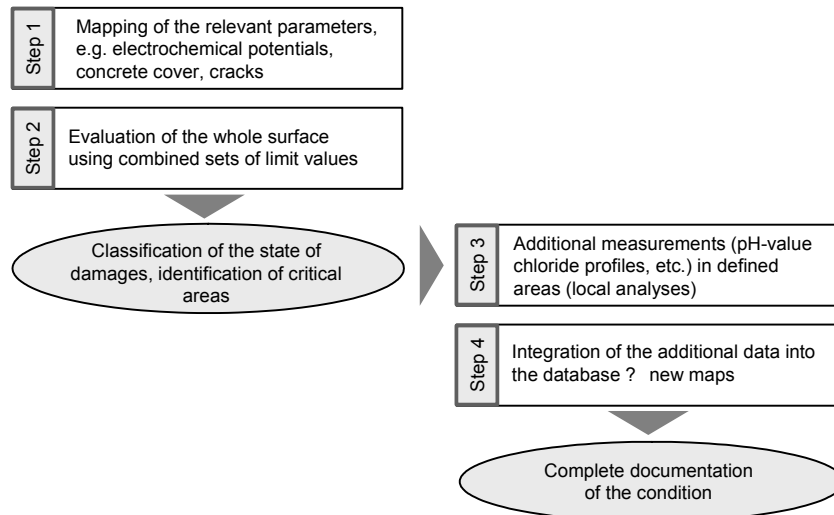 Step 1
Mapping of the relevant parameters,
e.g. electrochemical potentials,
concrete cover, cracks
Step 2
Evaluation of the whole surface
using combined sets of limit values
Classification of the state of
damages, identification of critical
areas
Step 3
Additional measurements (pH-value
chloride profiles, etc.) in defined
areas (local analyses)
Step 4
Integration of the additional data into
the database ? new maps
Complete documentation
of the condition